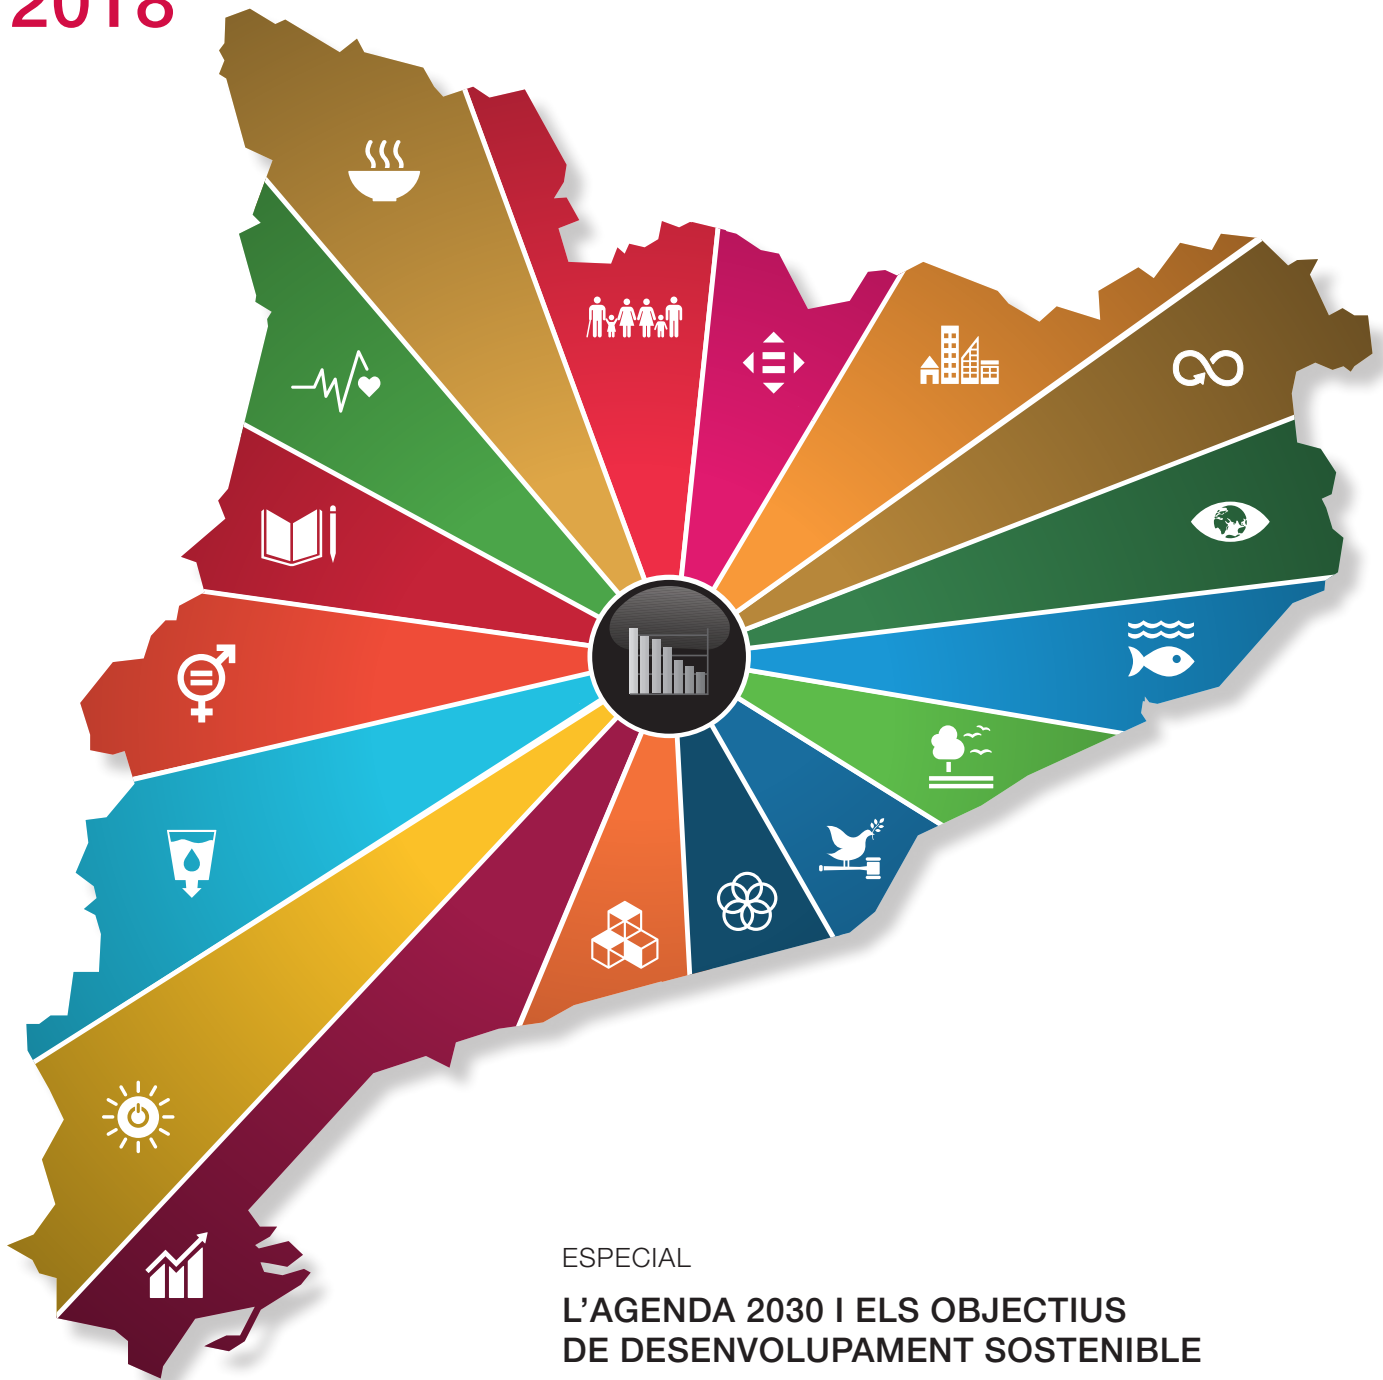 2018
ESPECIAL
L’AGENDA 2030 I ELS OBJECTIUS
DE DESENVOLUPAMENT SOSTENIBLE